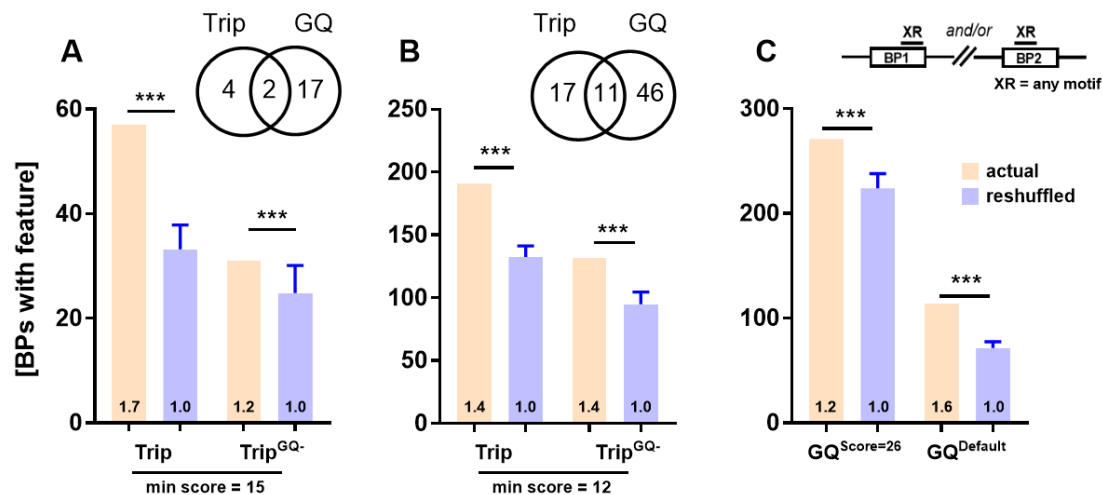 A
Trip GQ
4 2 17
***
***
[BPs with feature]
60
40
20
0
1.7 1.0 1.2 1.0
Trip Trip^GQ-
min score = 15
B
Trip GQ
17 11 46
***
***
250
200
150
100
50
0
1.4 1.0 1.4 1.0
Trip Trip^GQ-
min score = 12
C
XR and/or XR
BP1 BP2
XR = any motif
***
***
actual
reshuffled
300
200
100
0
1.2 1.0 1.6 1.0
GQ^Score=26 GQ^Default